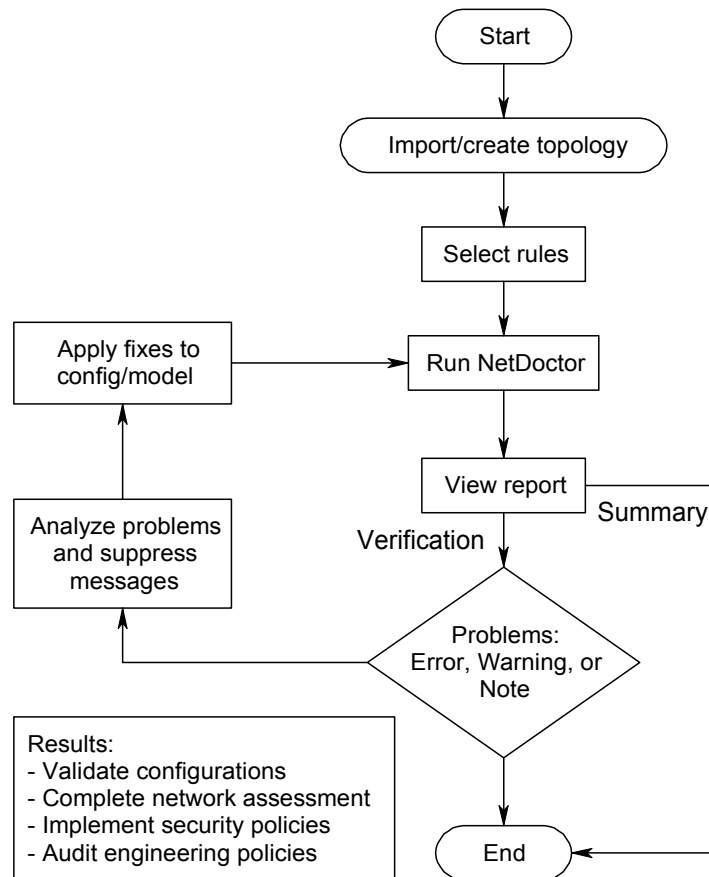 Start
Import/create topology
Select rules
Apply fixes to
config/model
Run NetDoctor
View report
Summary
Analyze problems
and suppress
messages
Verification
Problems:
Error, Warning, or
Note
Results:
- Validate configurations
- Complete network assessment
- Implement security policies
- Audit engineering policies
End